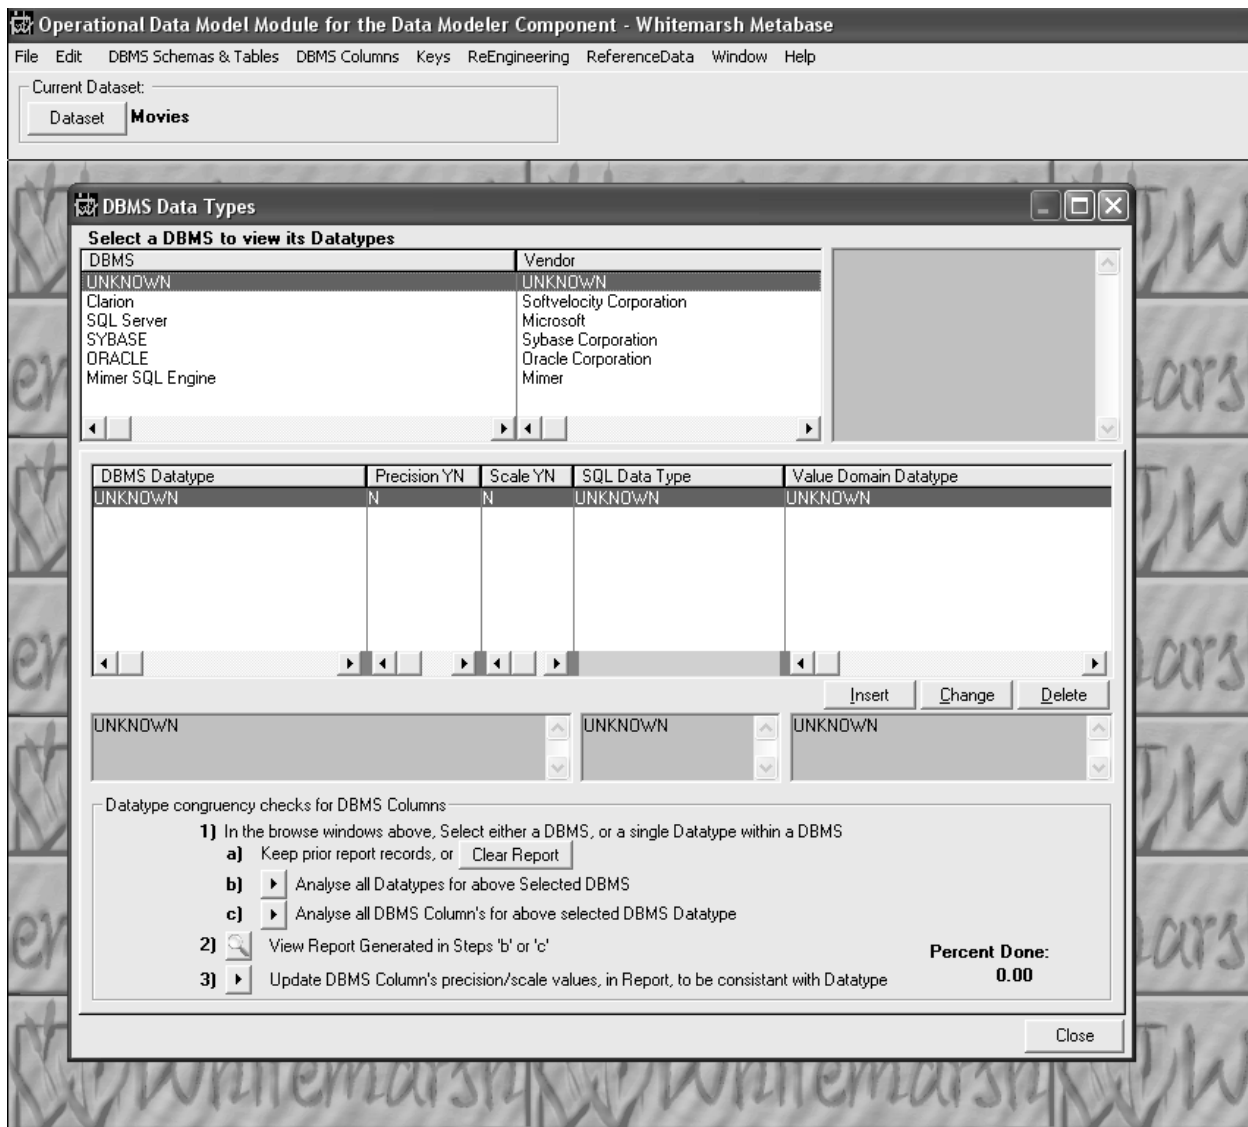 Operational Data Model Module for the Data Modeler Component - Whitemarsh Metabase
File Edit DBMS Schemas & Tables DBMS Columns Keys ReEngineering ReferenceData Window Help
Current Dataset:
Dataset Movies
DBMS Data Types
Select a DBMS to view its Datatypes
DBMS Vendor
UNKNOWN UNKNOWN
Clarion Softvelocity Corporation
SQL Server Microsoft
SYBASE Sybase Corporation
ORACLE Oracle Corporation
Mimer SQL Engine Mimer
DBMS Datatype Precision YN Scale YN SQL Data Type Value Domain Datatype
UNKNOWN N N UNKNOWN UNKNOWN
Insert Change Delete
UNKNOWN UNKNOWN UNKNOWN
Datatype congruency checks for DBMS Columns
1) In the browse windows above, Select either a DBMS, or a single Datatype within a DBMS
a) Keep prior report records, or Clear Report
b) Analyse all Datatypes for above Selected DBMS
c) Analyse all DBMS Column's for above selected DBMS Datatype
2) View Report Generated in Steps 'b' or 'c'
Percent Done:
3) Update DBMS Column's precision/scale values, in Report, to be consistant with Datatype 0.00
Close
Whitemarsh Whitemarsh